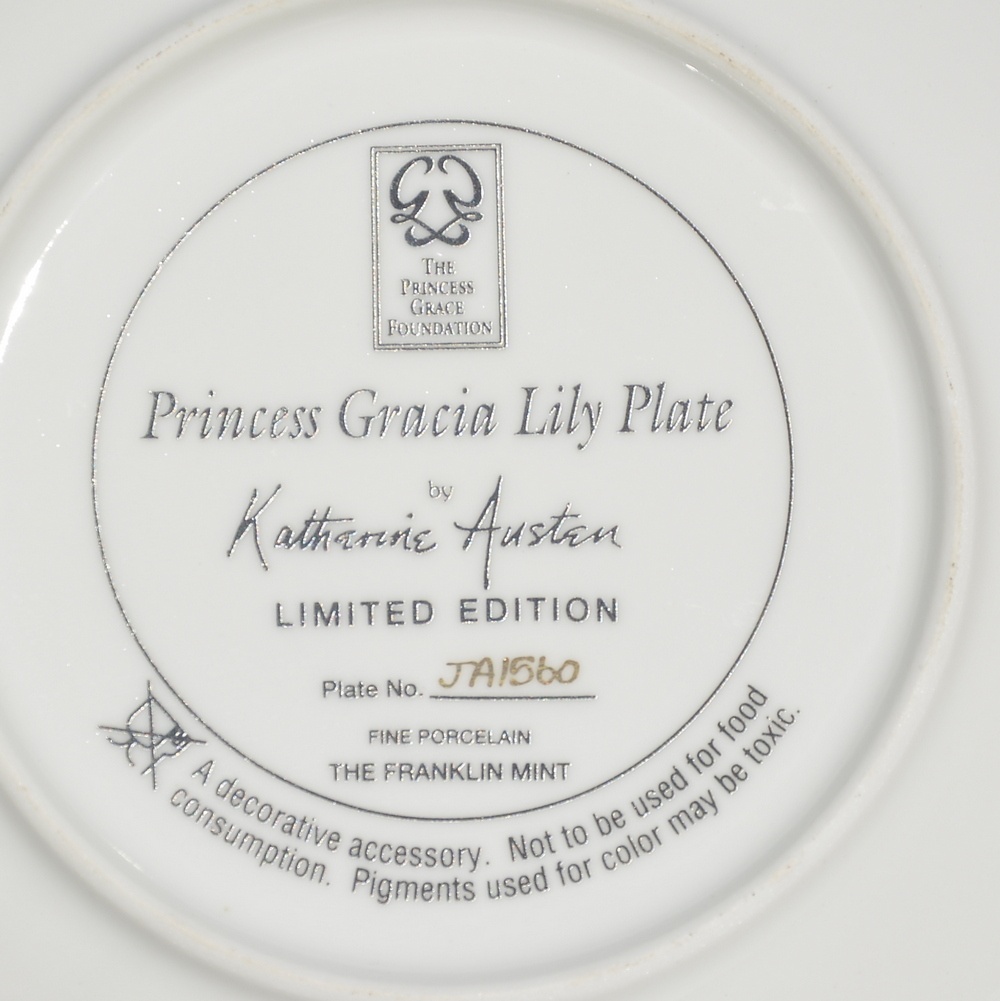 THE
PRINCESS
GRACE
FOUNDATION
Princess Gracia Lily Plate
by
Katharine Austen
LIMITED EDITION
Plate No. JA1560
FINE PORCELAIN
THE FRANKLIN MINT
A decorative accessory. Not to be used for food
consumption. Pigments used for color may be toxic.